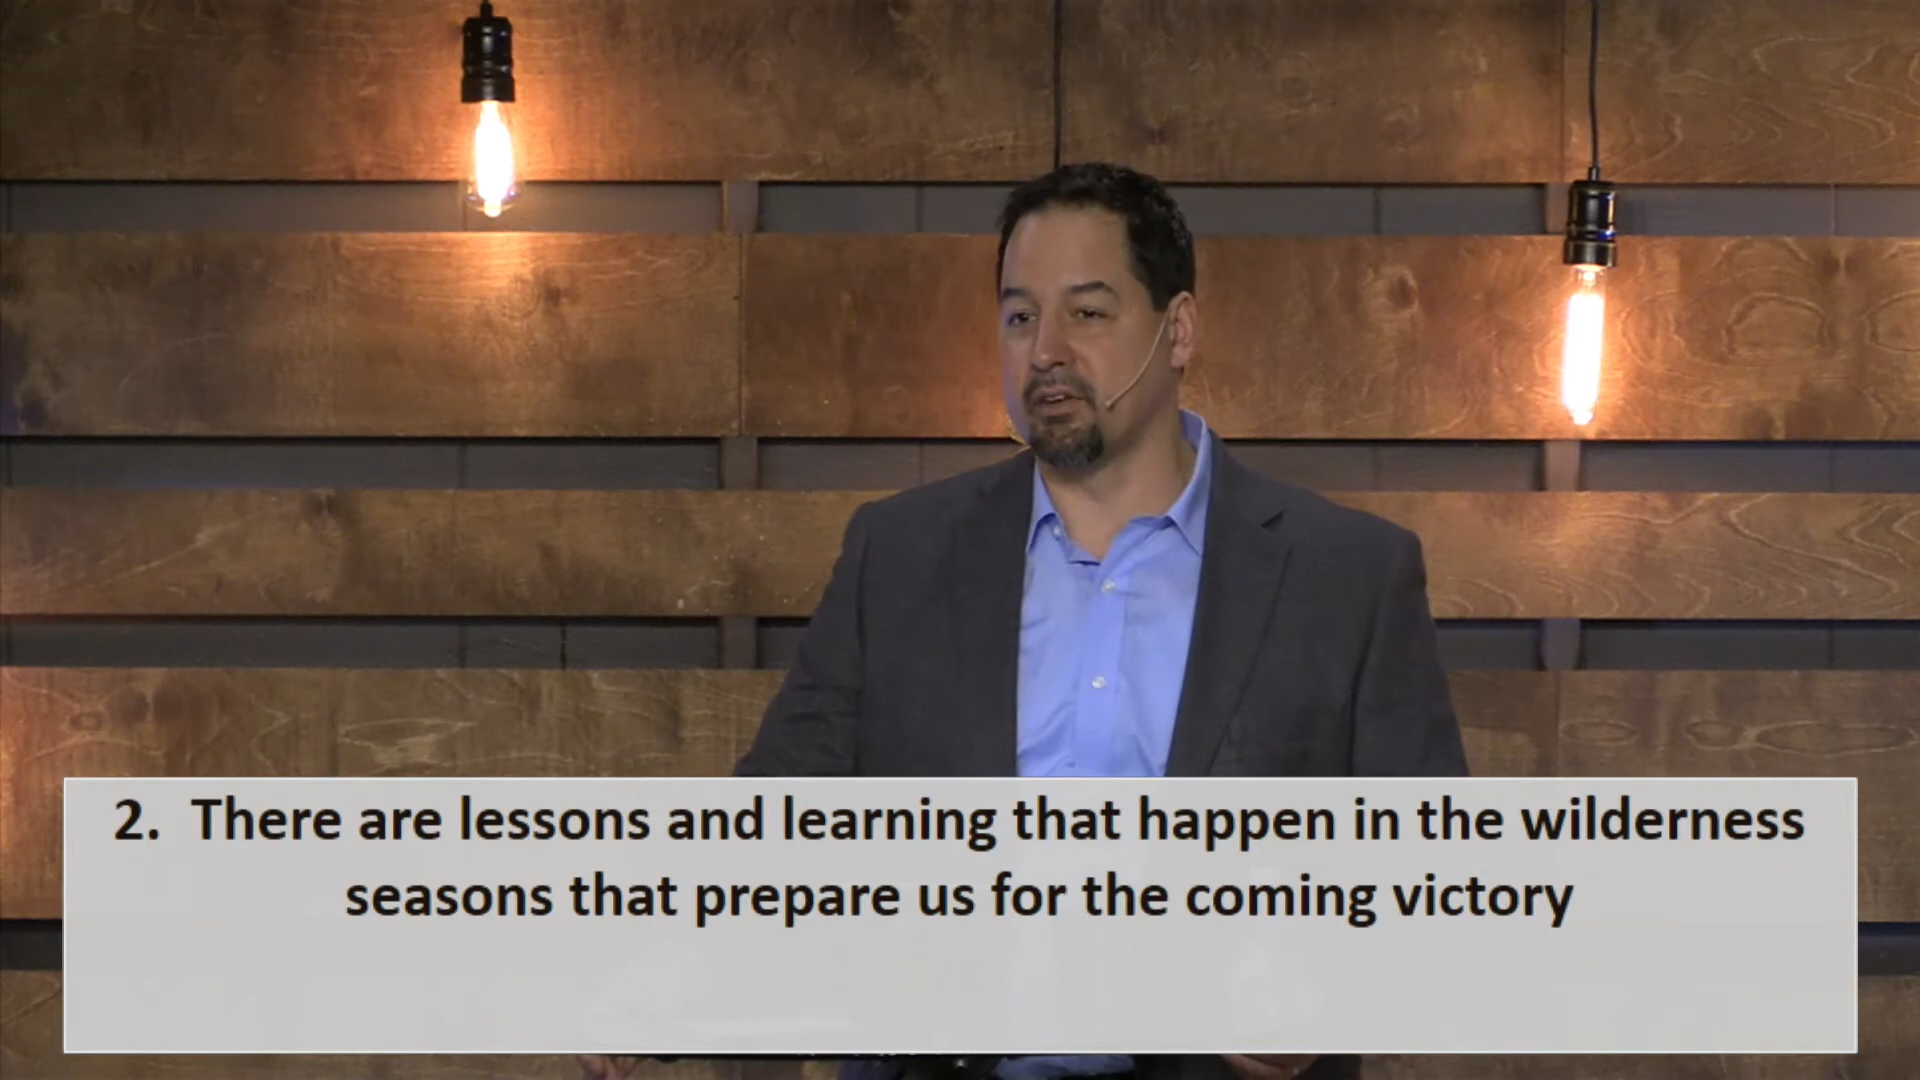 2. There are lessons and learning that happen in the wilderness
seasons that prepare us for the coming victory